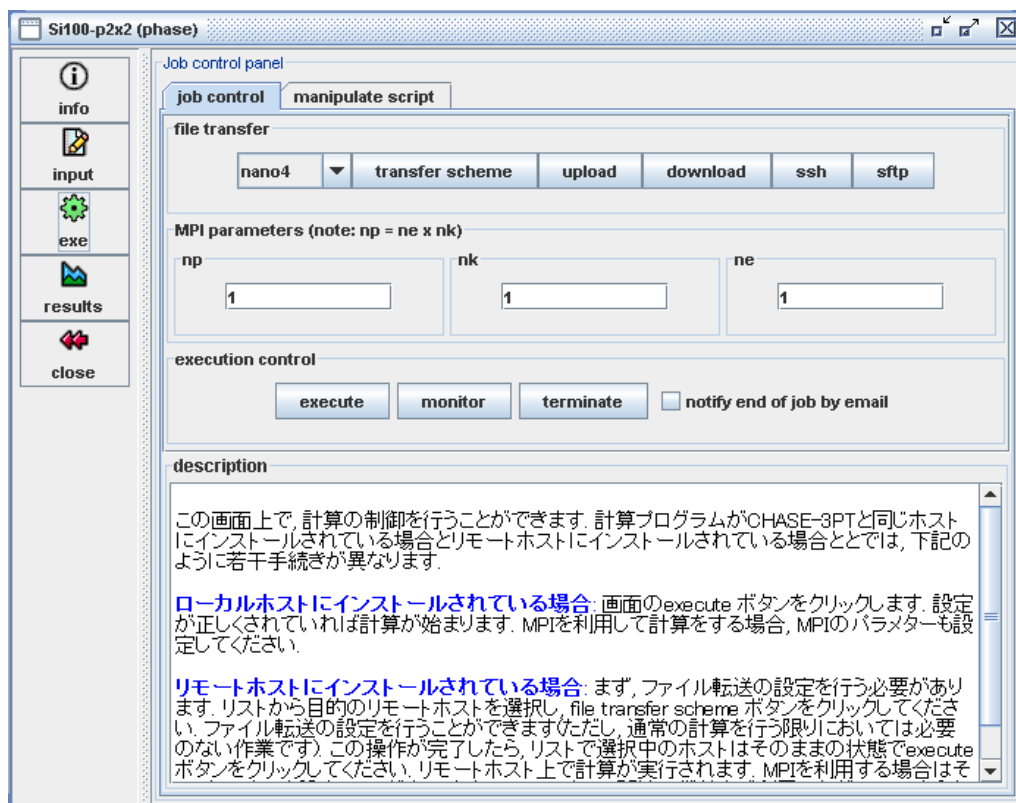 Si100-p2x2 (phase)
info
input
exe
results
close
Job control panel
job control manipulate script
file transfer
nano4 transfer scheme upload download ssh sftp
MPI parameters (note: np = ne x nk)
np nk ne
1 1 1
execution control
execute monitor terminate notify end of job by email
description
この画面上で, 計算の制御を行うことができます. 計算プログラムがCHASE-3PTと同じホスト
にインストールされている場合とリモートホストにインストールされている場合ととでは, 下記の
ように若干手続きが異なります.
ローカルホストにインストールされている場合: 画面のexecute ボタンをクリックします. 設定
が正しくされていれば計算が始まります. MPIを利用して計算をする場合, MPIのパラメターも設
定してください.
リモートホストにインストールされている場合: まず, ファイル転送の設定を行う必要があり
ます. リストから目的のリモートホストを選択し, file transfer scheme ボタンをクリックしてくださ
い. ファイル転送の設定を行うことができます(ただし, 通常の計算を行う限りにおいては必要
のない作業です). この操作が完了したら, リストで選択中のホストはそのままの状態でexecute
ボタンをクリックしてください. リモートホスト上で計算が実行されます. MPIを利用する場合はそ